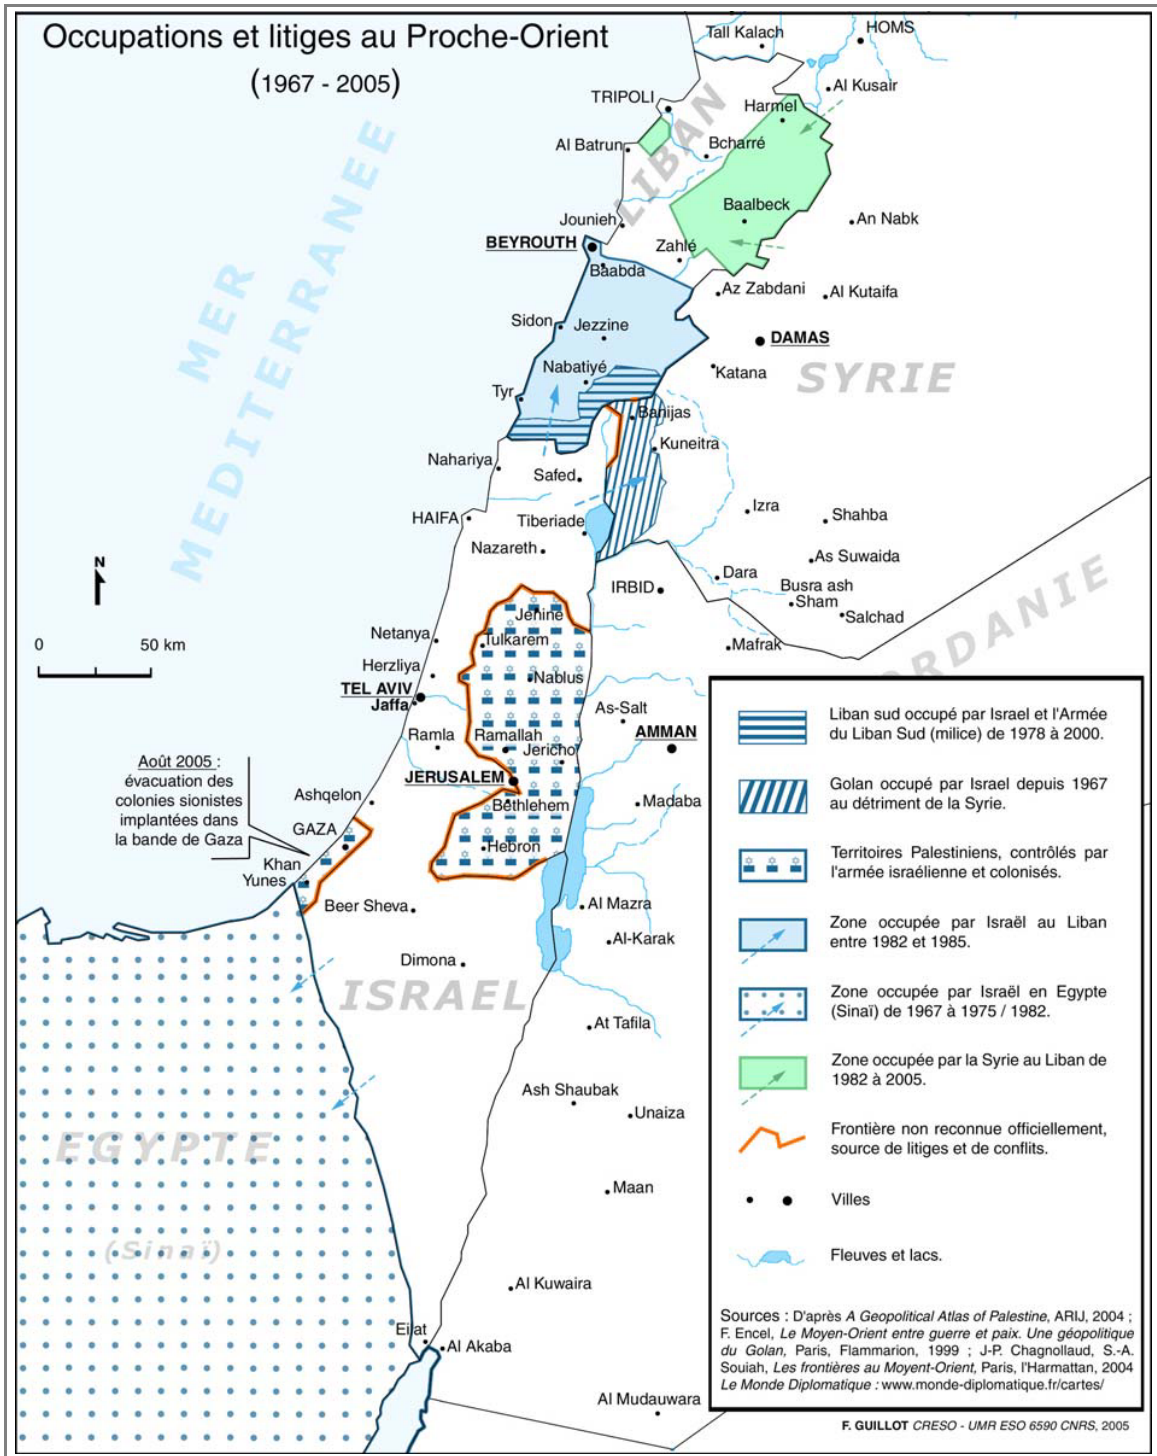 Occupations et litiges au Proche-Orient
(1967 - 2005)
Tall Kalach
HOMS
Al Kusair
TRIPOLI
Harmel
LIBAN
Al Batrun
Bcharré
MER
MEDITERRANEE
Baalbeck
Jounieh
An Nabk
BEYROUTH
Zahlé
Baabda
Az Zabdani
Al Kutaifa
Sidon
Jezzine
DAMAS
Nabatiyé
Katana
SYRIE
Tyr
Banijas
Kuneitra
Nahariya
Safed
Izra
Shahba
HAIFA
Tiberiade
Nazareth
As Suwaida
N
Dara
IRBID
Busra ash
Sham
Salchad
Jenine
Netanya
Tulkarem
Mafrak
ORDANIE
0 50 km
Herzliya
Nablus
TEL AVIV
Jaffa
As-Salt
Ramla
Ramallah
AMMAN
Jericho
JERUSALEM
Août 2005 :
évacuation des
colonies sionistes
implantées dans
la bande de Gaza
Ashqelon
Bethlehem
Madaba
GAZA
Hebron
Khan
Yunes
Beer Sheva
Al Mazra
Al-Karak
Dimona
ISRAEL
At Tafila
Ash Shaubak
Unaiza
EGYPTE
Maan
(Sinaï)
Al Kuwaira
Eilat
Al Akaba
Al Mudauwara
Liban sud occupé par Israel et l'Armée
du Liban Sud (milice) de 1978 à 2000.
Golan occupé par Israel depuis 1967
au détriment de la Syrie.
Territoires Palestiniens, contrôlés par
l'armée israélienne et colonisés.
Zone occupée par Israël au Liban
entre 1982 et 1985.
Zone occupée par Israël en Egypte
(Sinaï) de 1967 à 1975 / 1982.
Zone occupée par la Syrie au Liban de
1982 à 2005.
Frontière non reconnue officiellement,
source de litiges et de conflits.
Villes
Fleuves et lacs.
Sources : D'après A Geopolitical Atlas of Palestine, ARIJ, 2004 ;
F. Encel, Le Moyen-Orient entre guerre et paix. Une géopolitique
du Golan, Paris, Flammarion, 1999 ; J-P. Chagnollaud, S.-A.
Souiah, Les frontières au Moyent-Orient, Paris, l'Harmattan, 2004
Le Monde Diplomatique : www.monde-diplomatique.fr/cartes/
F. GUILLOT CRESO - UMR ESO 6590 CNRS, 2005